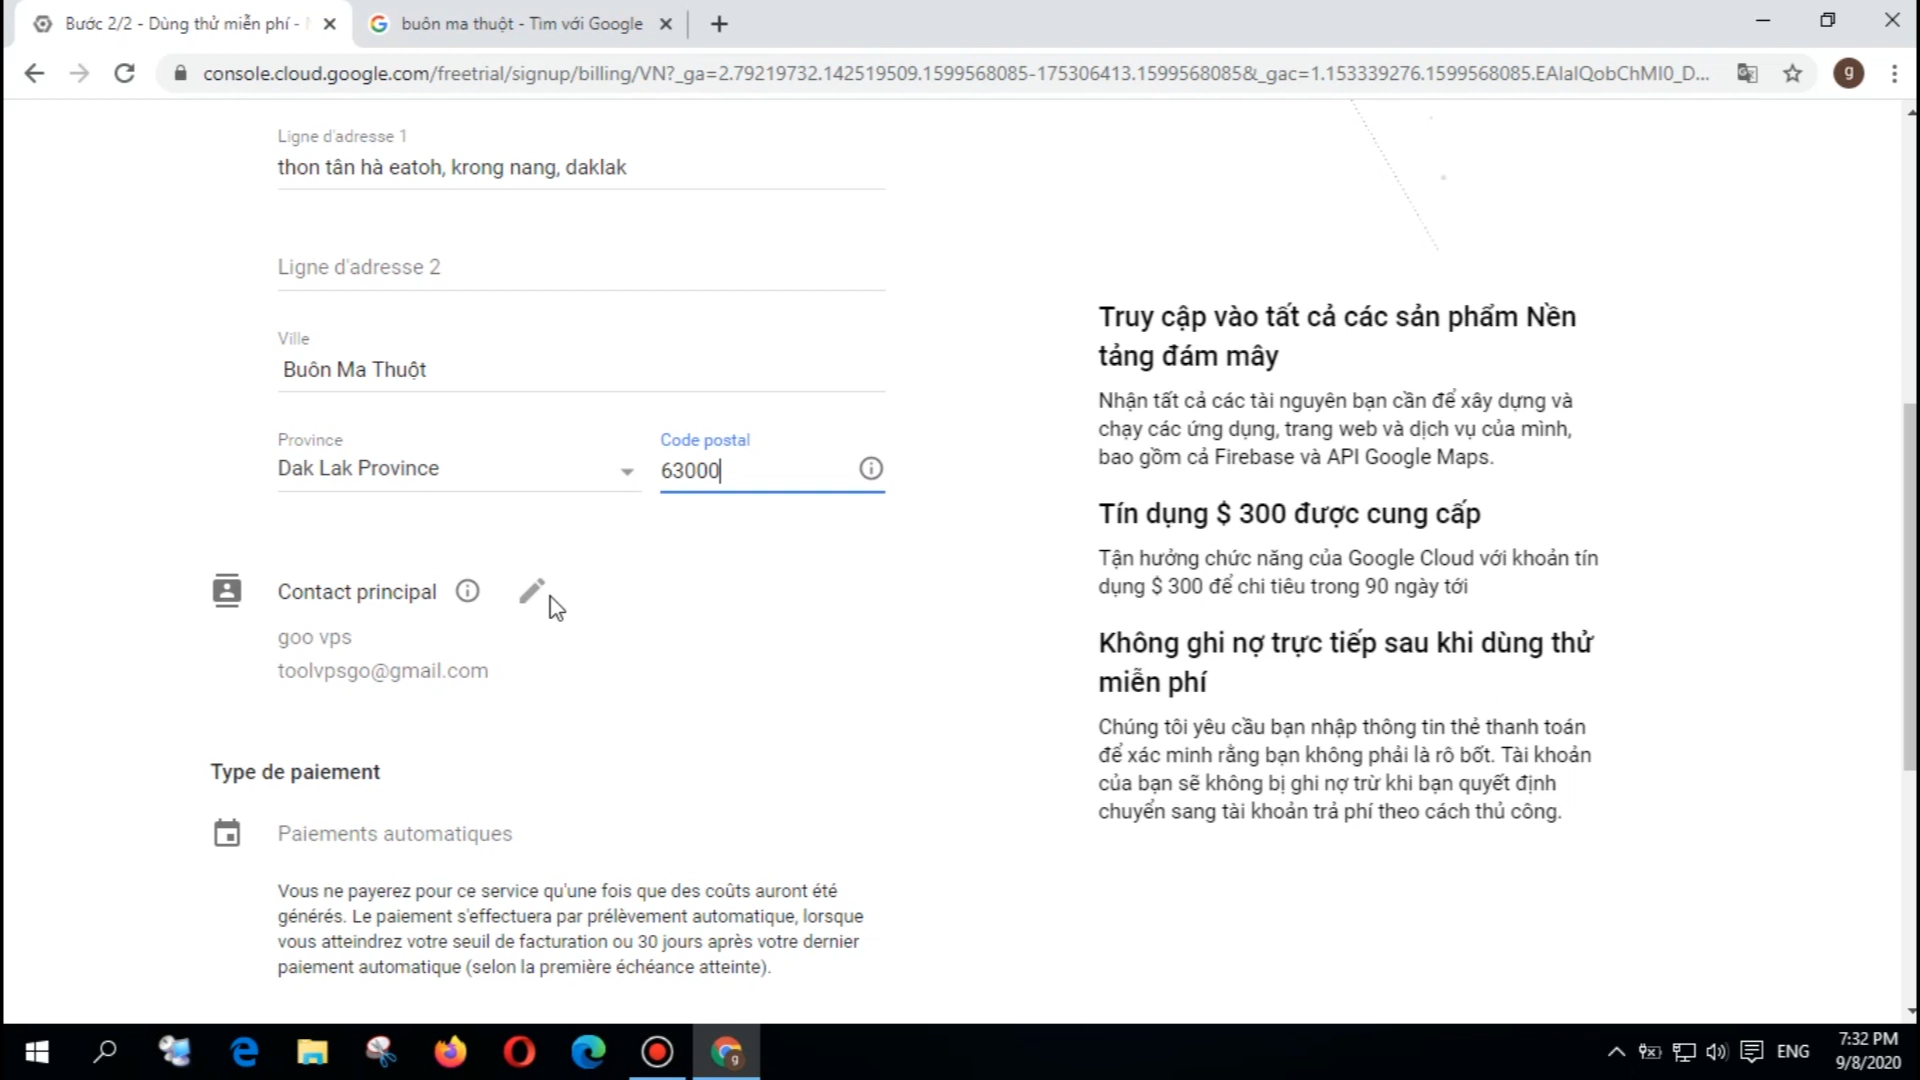 Bước 2/2 - Dùng thử miễn phí -
buôn ma thuột - Tìm với Google
console.cloud.google.com/freetrial/signup/billing/VN?_ga=2.79219732.142519509.1599568085-175306413.1599568085&_gac=1.153339276.1599568085.EAIaIQobChMI0_D...
g
Ligne d'adresse 1
thon tân hà eatoh, krong nang, daklak
Ligne d'adresse 2
Ville
Buôn Ma Thuột
Province
Code postal
Dak Lak Province
63000
Contact principal
goo vps
toolvpsgo@gmail.com
Type de paiement
Paiements automatiques
Vous ne payerez pour ce service qu'une fois que des coûts auront été
générés. Le paiement s'effectuera par prélèvement automatique, lorsque
vous atteindrez votre seuil de facturation ou 30 jours après votre dernier
paiement automatique (selon la première échéance atteinte).
Truy cập vào tất cả các sản phẩm Nền
tảng đám mây
Nhận tất cả các tài nguyên bạn cần để xây dựng và
chạy các ứng dụng, trang web và dịch vụ của mình,
bao gồm cả Firebase và API Google Maps.
Tín dụng $ 300 được cung cấp
Tận hưởng chức năng của Google Cloud với khoản tín
dụng $ 300 để chi tiêu trong 90 ngày tới
Không ghi nợ trực tiếp sau khi dùng thử
miễn phí
Chúng tôi yêu cầu bạn nhập thông tin thẻ thanh toán
để xác minh rằng bạn không phải là rô bốt. Tài khoản
của bạn sẽ không bị ghi nợ trừ khi bạn quyết định
chuyển sang tài khoản trả phí theo cách thủ công.
ENG
7:32 PM
9/8/2020